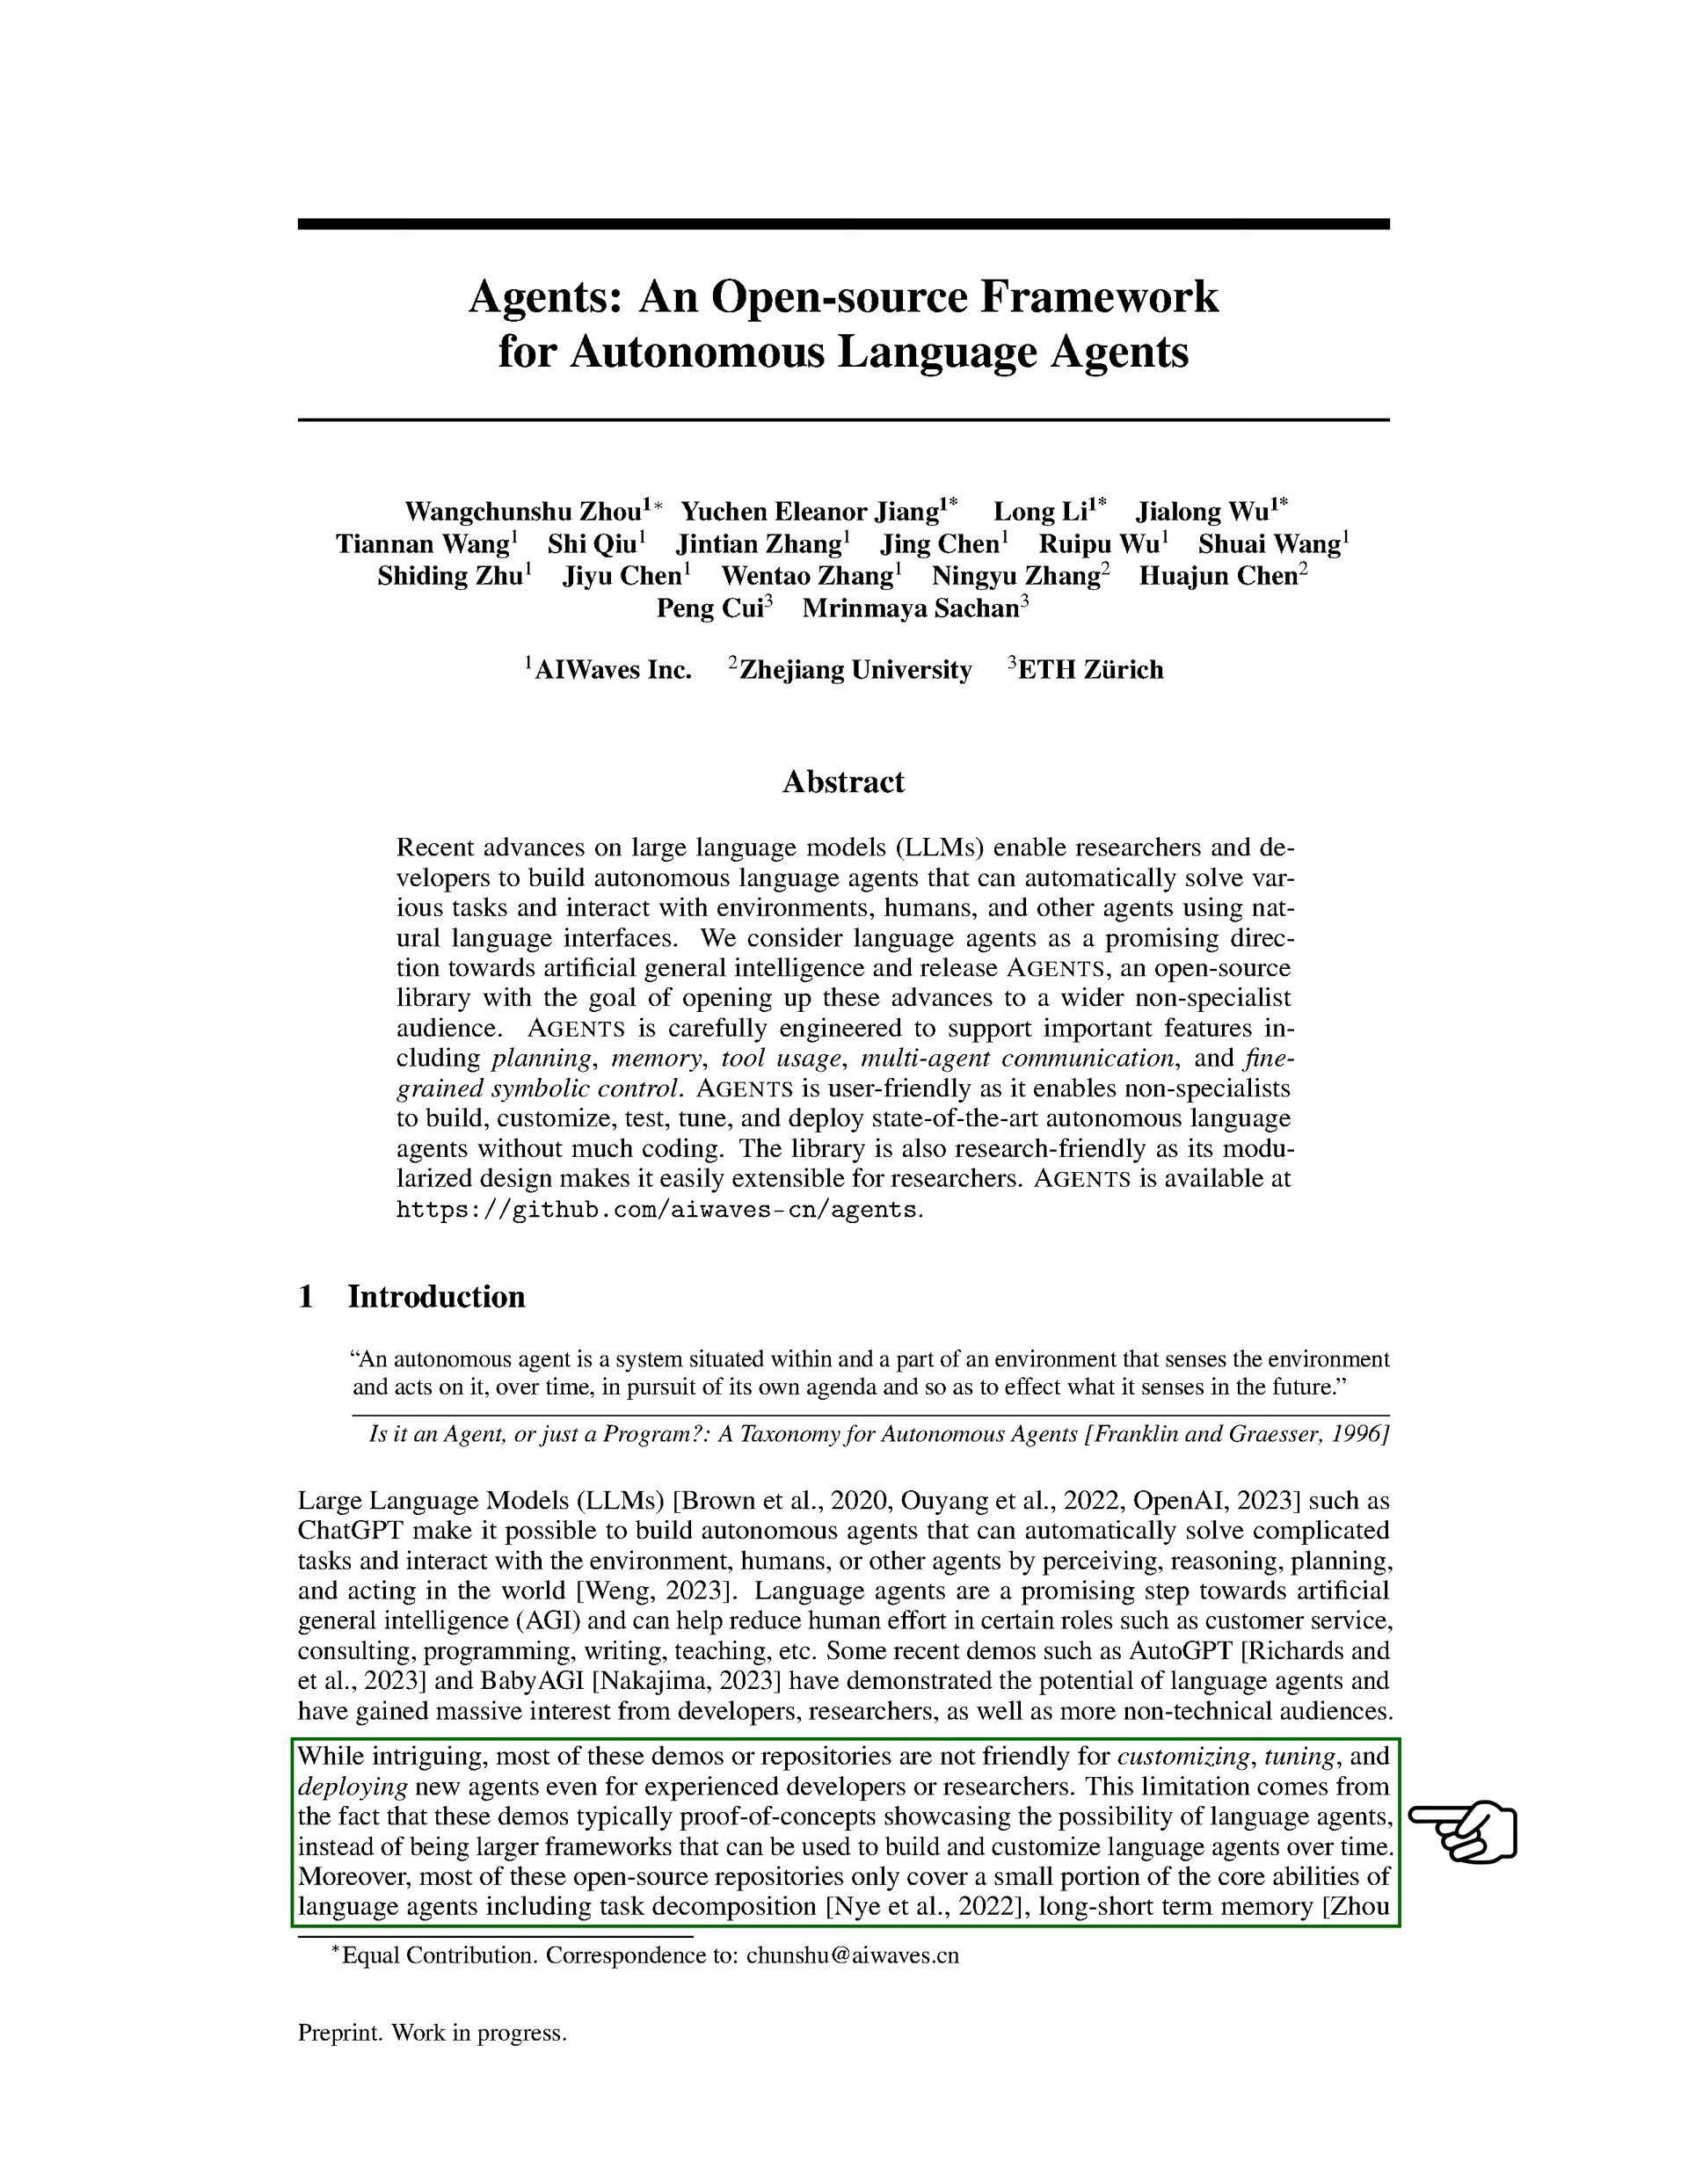 Agents: An Open-source Framework
for Autonomous Language Agents
Wangchunshu Zhou1* Yuchen Eleanor Jiang1* Long Li1* Jialong Wu1*
Tiannan Wang1 Shi Qiu1 Jintian Zhang1 Jing Chen1 Ruipu Wu1 Shuai Wang1
Shiding Zhu1 Jiyu Chen1 Wentao Zhang1 Ningyu Zhang2 Huajun Chen2
Peng Cui3 Mrinmaya Sachan3
1AIWaves Inc. 2Zhejiang University 3ETH Zürich
Abstract
Recent advances on large language models (LLMs) enable researchers and de-
velopers to build autonomous language agents that can automatically solve var-
ious tasks and interact with environments, humans, and other agents using nat-
ural language interfaces. We consider language agents as a promising direc-
tion towards artificial general intelligence and release AGENTS, an open-source
library with the goal of opening up these advances to a wider non-specialist
audience. AGENTS is carefully engineered to support important features in-
cluding planning, memory, tool usage, multi-agent communication, and fine-
grained symbolic control. AGENTS is user-friendly as it enables non-specialists
to build, customize, test, tune, and deploy state-of-the-art autonomous language
agents without much coding. The library is also research-friendly as its modu-
larized design makes it easily extensible for researchers. AGENTS is available at
https://github.com/aiwaves-cn/agents.
1 Introduction
“An autonomous agent is a system situated within and a part of an environment that senses the environment
and acts on it, over time, in pursuit of its own agenda and so as to effect what it senses in the future.”
Is it an Agent, or just a Program?: A Taxonomy for Autonomous Agents [Franklin and Graesser, 1996]
Large Language Models (LLMs) [Brown et al., 2020, Ouyang et al., 2022, OpenAI, 2023] such as
ChatGPT make it possible to build autonomous agents that can automatically solve complicated
tasks and interact with the environment, humans, or other agents by perceiving, reasoning, planning,
and acting in the world [Weng, 2023]. Language agents are a promising step towards artificial
general intelligence (AGI) and can help reduce human effort in certain roles such as customer service,
consulting, programming, writing, teaching, etc. Some recent demos such as AutoGPT [Richards and
et al., 2023] and BabyAGI [Nakajima, 2023] have demonstrated the potential of language agents and
have gained massive interest from developers, researchers, as well as more non-technical audiences.
While intriguing, most of these demos or repositories are not friendly for customizing, tuning, and
deploying new agents even for experienced developers or researchers. This limitation comes from
the fact that these demos typically proof-of-concepts showcasing the possibility of language agents,
instead of being larger frameworks that can be used to build and customize language agents over time.
Moreover, most of these open-source repositories only cover a small portion of the core abilities of
language agents including task decomposition [Nye et al., 2022], long-short term memory [Zhou
*Equal Contribution. Correspondence to: chunshu@aiwaves.cn
Preprint. Work in progress.